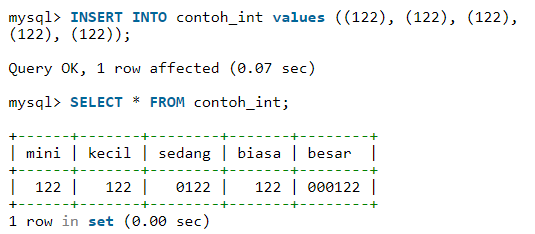 mysql> INSERT INTO contoh_int values ((122), (122), (122),
(122), (122));
Query OK, 1 row affected (0.07 sec)
mysql> SELECT * FROM contoh_int;
+------+-------+--------+-------+--------+
| mini | kecil | sedang | biasa | besar  |
+------+-------+--------+-------+--------+
|  122 |   122 |   0122 |   122 | 000122 |
+------+-------+--------+-------+--------+
1 row in set (0.00 sec)